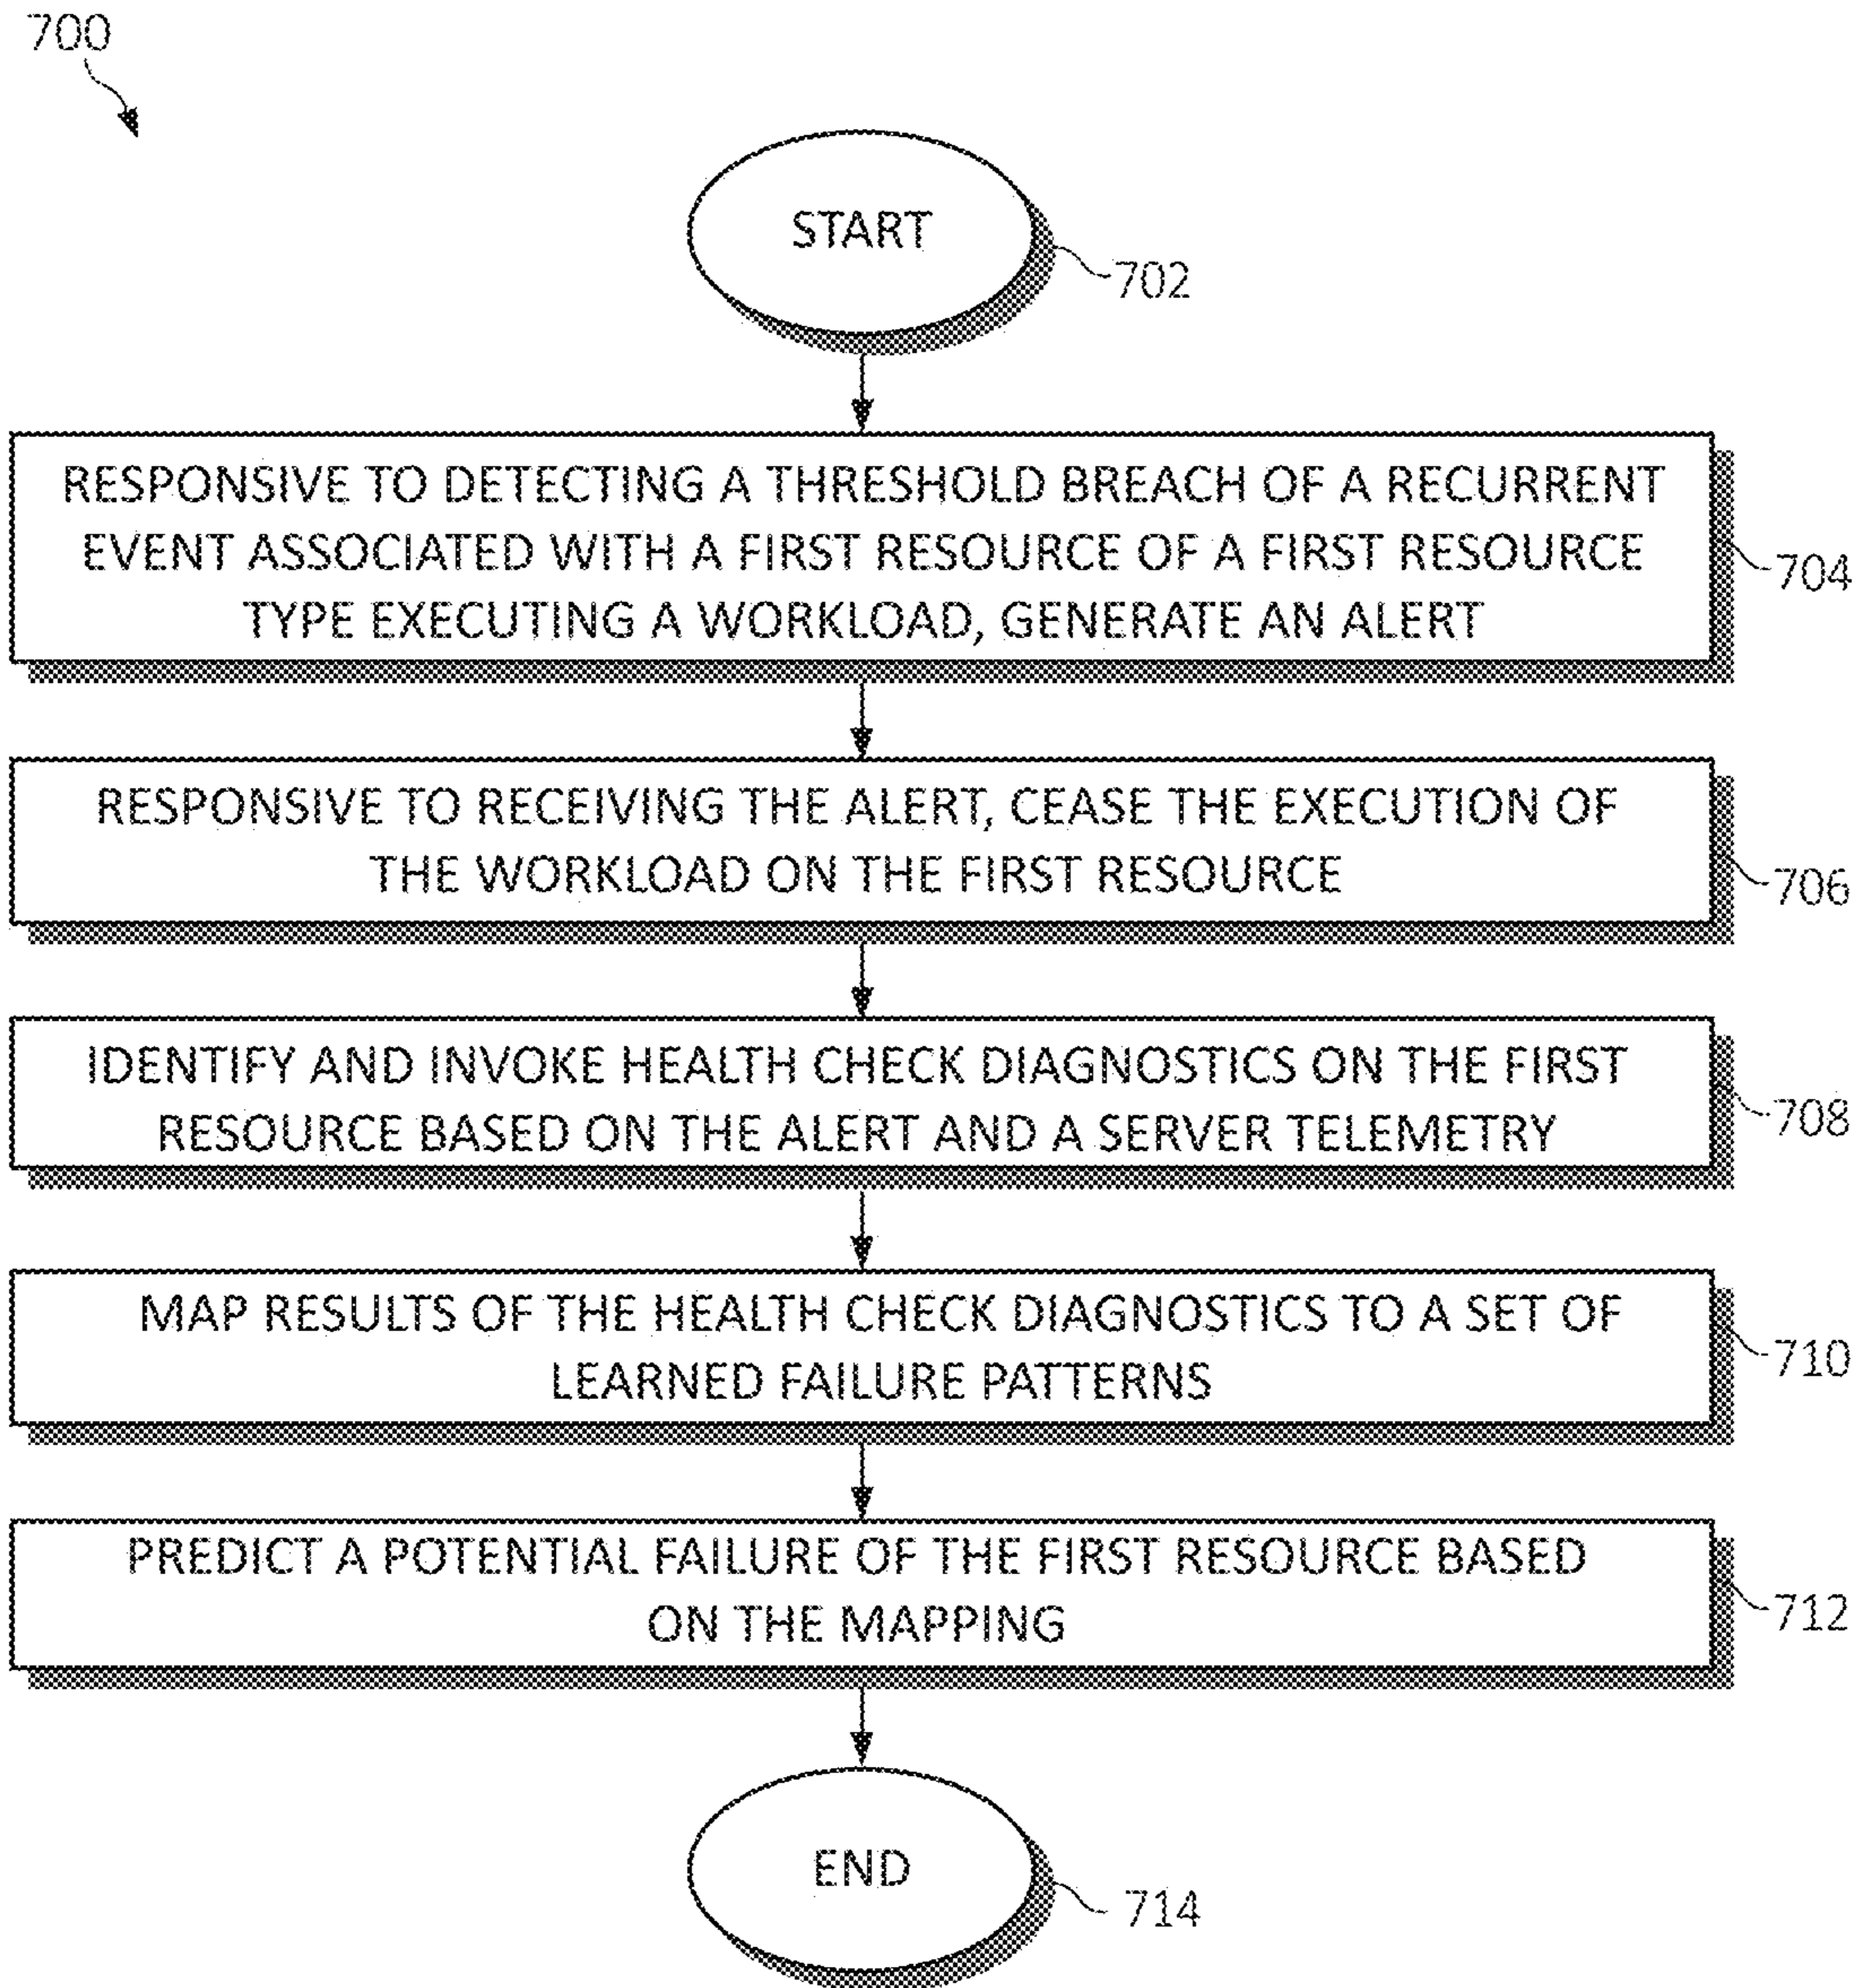 700
START
702
RESPONSIVE TO DETECTING A THRESHOLD BREACH OF A RECURRENT
EVENT ASSOCIATED WITH A FIRST RESOURCE OF A FIRST RESOURCE
TYPE EXECUTING A WORKLOAD, GENERATE AN ALERT
704
RESPONSIVE TO RECEIVING THE ALERT, CEASE THE EXECUTION OF
THE WORKLOAD ON THE FIRST RESOURCE
706
IDENTIFY AND INVOKE HEALTH CHECK DIAGNOSTICS ON THE FIRST
RESOURCE BASED ON THE ALERT AND A SERVER TELEMETRY
708
MAP RESULTS OF THE HEALTH CHECK DIAGNOSTICS TO A SET OF
LEARNED FAILURE PATTERNS
710
PREDICT A POTENTIAL FAILURE OF THE FIRST RESOURCE BASED
ON THE MAPPING
712
END
714